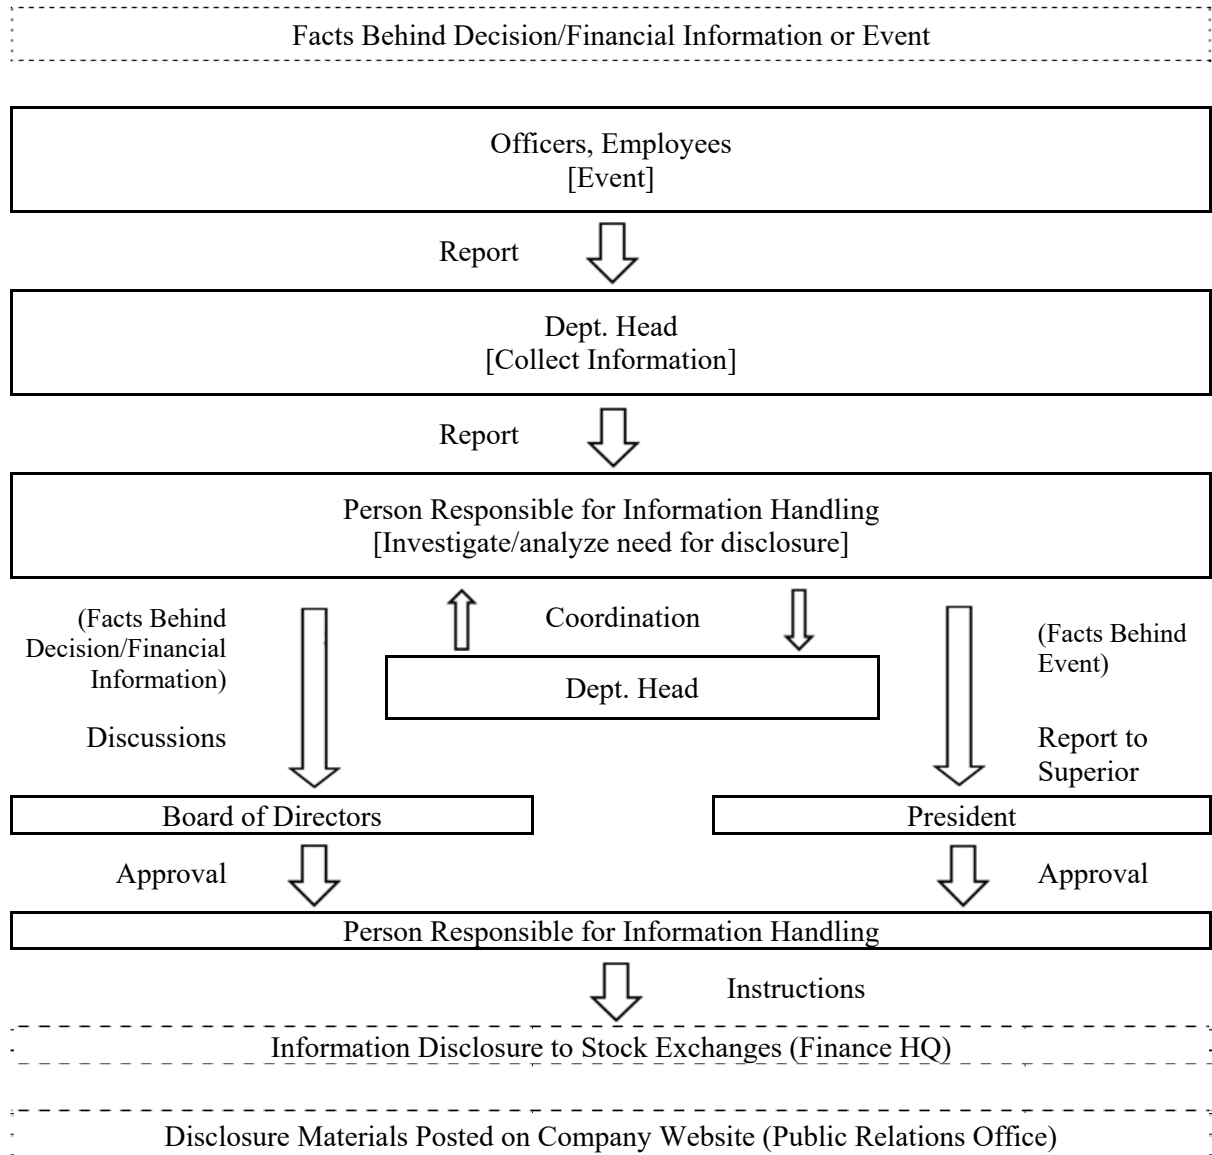 Facts Behind Decision/Financial Information or Event
Officers, Employees
[Event]
Report
Dept. Head
[Collect Information]
Report
Person Responsible for Information Handling
[Investigate/analyze need for disclosure]
(Facts Behind
Decision/Financial
Information)
Discussions
Coordination
Dept. Head
(Facts Behind
Event)
Report to
Superior
Board of Directors
President
Approval
Approval
Person Responsible for Information Handling
Instructions
Information Disclosure to Stock Exchanges (Finance HQ)
Disclosure Materials Posted on Company Website (Public Relations Office)